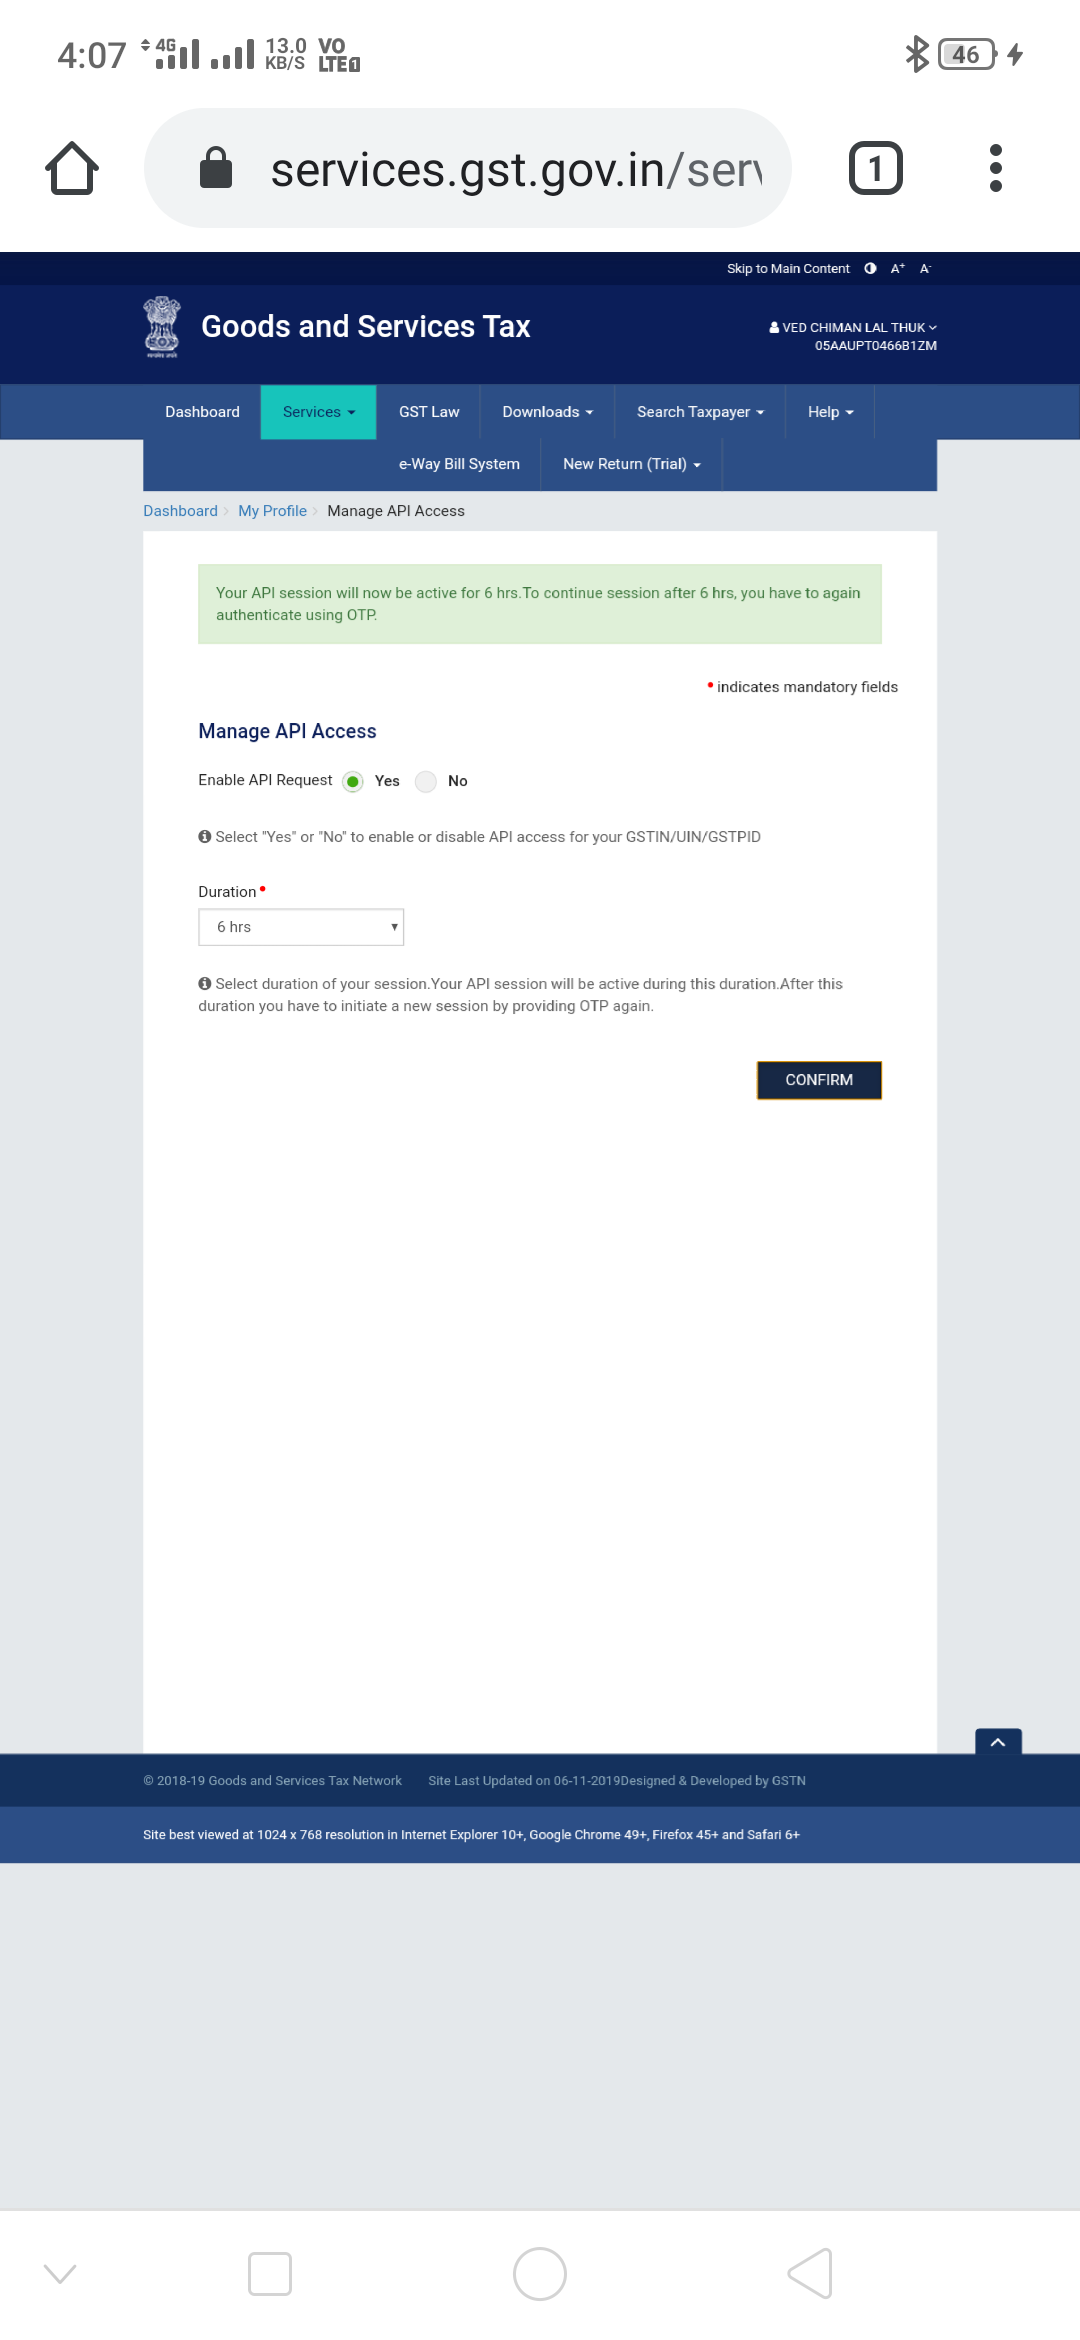 4:07 4G 13.0 KB/S VO LTE 1 46
services.gst.gov.in/serv 1
Skip to Main Content A+ A-
Goods and Services Tax
VED CHIMAN LAL THUK
05AAUPT0466B1ZM
Dashboard Services GST Law Downloads Search Taxpayer Help
e-Way Bill System New Return (Trial)
Dashboard My Profile Manage API Access
Your API session will now be active for 6 hrs.To continue session after 6 hrs, you have to again
authenticate using OTP.
• indicates mandatory fields
Manage API Access
Enable API Request Yes No
Select "Yes" or "No" to enable or disable API access for your GSTIN/UIN/GSTPID
Duration •
6 hrs
Select duration of your session.Your API session will be active during this duration.After this
duration you have to initiate a new session by providing OTP again.
CONFIRM
© 2018-19 Goods and Services Tax Network Site Last Updated on 06-11-2019Designed & Developed by GSTN
Site best viewed at 1024 x 768 resolution in Internet Explorer 10+, Google Chrome 49+, Firefox 45+ and Safari 6+